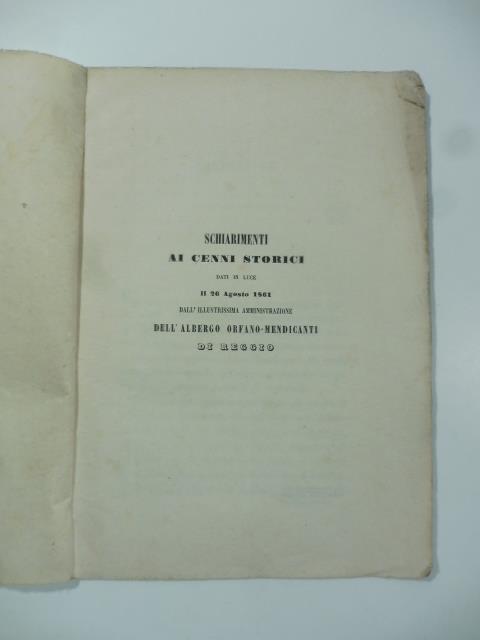 SCHIARIMENTI
AI CENNI STORICI
DATI IN LUCE
Il 26 Agosto 1861
DALL' ILLUSTRISSIMA AMMINISTRAZIONE
DELL' ALBERGO ORFANO-MENDICANTI
DI REGGIO